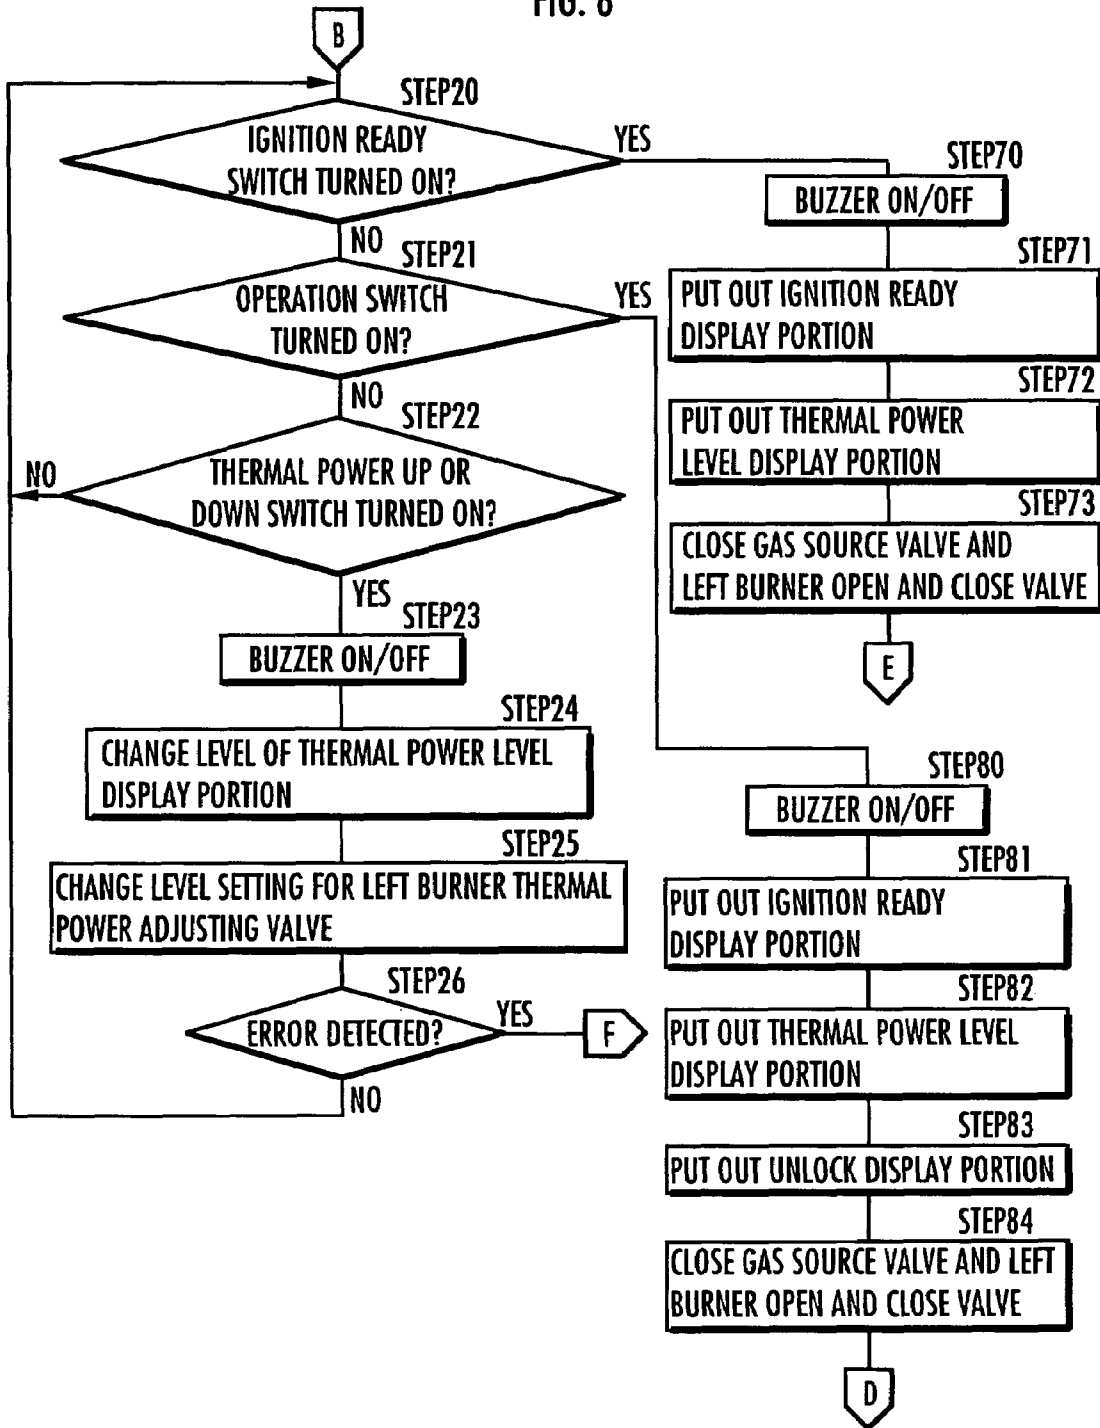 FIG. 8
B
STEP20
IGNITION READY
SWITCH TURNED ON?
YES
NO
STEP21
OPERATION SWITCH
TURNED ON?
YES
NO
STEP22
THERMAL POWER UP OR
DOWN SWITCH TURNED ON?
NO
YES
STEP23
BUZZER ON/OFF
STEP24
CHANGE LEVEL OF THERMAL POWER LEVEL
DISPLAY PORTION
STEP25
CHANGE LEVEL SETTING FOR LEFT BURNER THERMAL
POWER ADJUSTING VALVE
STEP26
ERROR DETECTED?
YES
F
NO
STEP70
BUZZER ON/OFF
STEP71
PUT OUT IGNITION READY
DISPLAY PORTION
STEP72
PUT OUT THERMAL POWER
LEVEL DISPLAY PORTION
STEP73
CLOSE GAS SOURCE VALVE AND
LEFT BURNER OPEN AND CLOSE VALVE
E
STEP80
BUZZER ON/OFF
STEP81
PUT OUT IGNITION READY
DISPLAY PORTION
STEP82
PUT OUT THERMAL POWER LEVEL
DISPLAY PORTION
STEP83
PUT OUT UNLOCK DISPLAY PORTION
STEP84
CLOSE GAS SOURCE VALVE AND LEFT
BURNER OPEN AND CLOSE VALVE
D